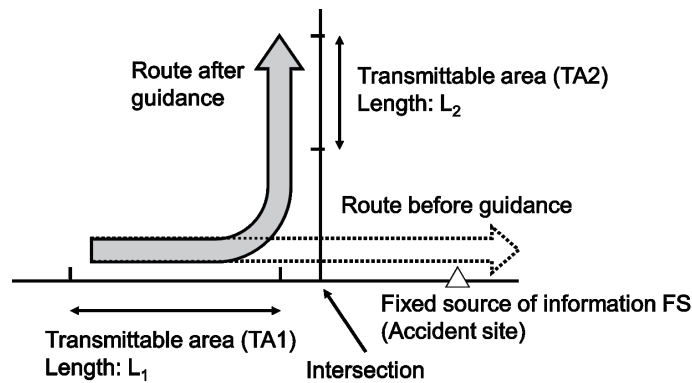 Route after
guidance
Transmittable area (TA2)
Length: L₂
Route before guidance
Fixed source of information FS
(Accident site)
Transmittable area (TA1)
Length: L₁
Intersection